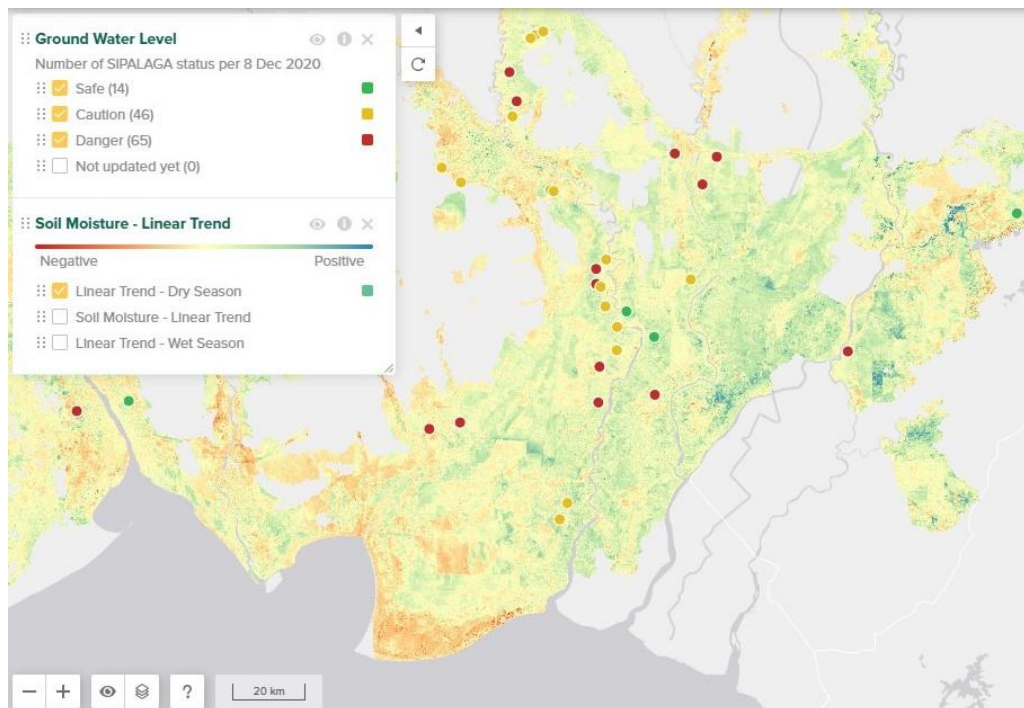 Ground Water Level
Number of SIPALAGA status per 8 Dec 2020
Safe (14)
Caution (46)
Danger (65)
Not updated yet (0)
Soil Moisture - Linear Trend
Negative
Positive
Linear Trend - Dry Season
Soil Moisture - Linear Trend
Linear Trend - Wet Season
?
20 km